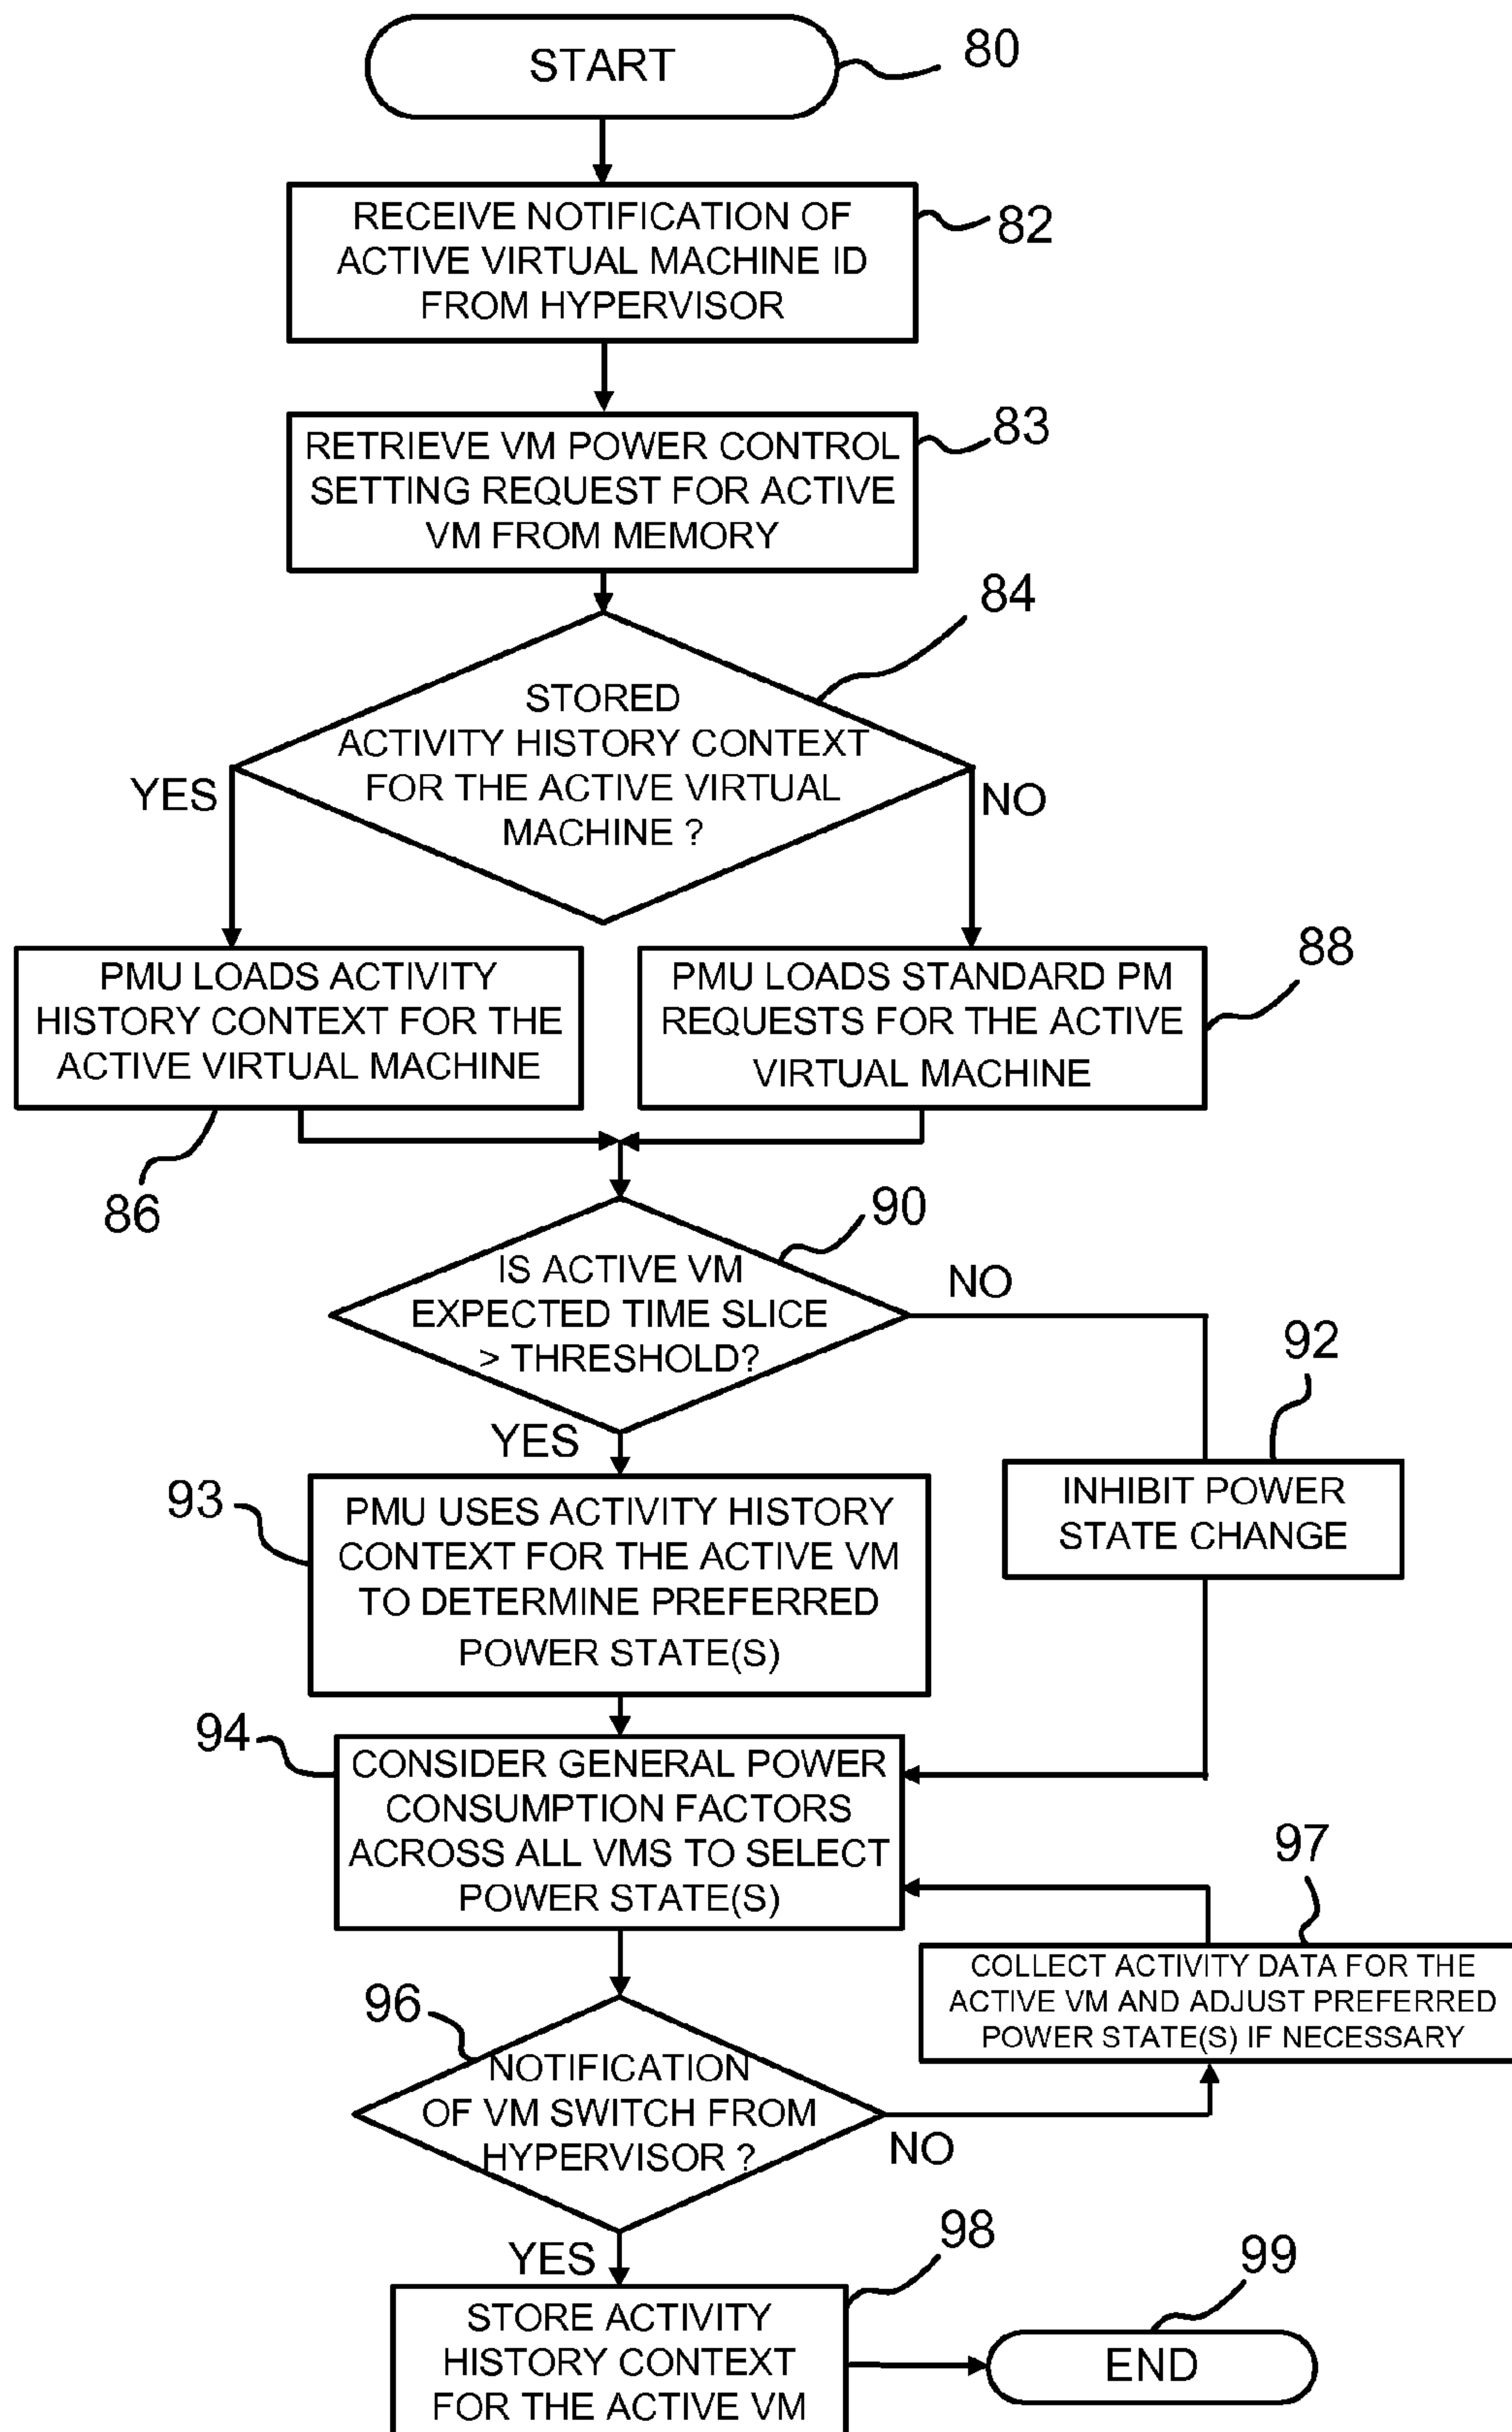 START
80
RECEIVE NOTIFICATION OF
ACTIVE VIRTUAL MACHINE ID
FROM HYPERVISOR
82
RETRIEVE VM POWER CONTROL
SETTING REQUEST FOR ACTIVE
VM FROM MEMORY
83
84
STORED
ACTIVITY HISTORY CONTEXT
FOR THE ACTIVE VIRTUAL
MACHINE ?
YES
NO
PMU LOADS ACTIVITY
HISTORY CONTEXT FOR THE
ACTIVE VIRTUAL MACHINE
86
PMU LOADS STANDARD PM
REQUESTS FOR THE ACTIVE
VIRTUAL MACHINE
88
90
IS ACTIVE VM
EXPECTED TIME SLICE
> THRESHOLD?
NO
YES
92
INHIBIT POWER
STATE CHANGE
93
PMU USES ACTIVITY HISTORY
CONTEXT FOR THE ACTIVE VM
TO DETERMINE PREFERRED
POWER STATE(S)
94
CONSIDER GENERAL POWER
CONSUMPTION FACTORS
ACROSS ALL VMS TO SELECT
POWER STATE(S)
97
COLLECT ACTIVITY DATA FOR THE
ACTIVE VM AND ADJUST PREFERRED
POWER STATE(S) IF NECESSARY
96
NOTIFICATION
OF VM SWITCH FROM
HYPERVISOR ?
NO
YES
98
STORE ACTIVITY
HISTORY CONTEXT
FOR THE ACTIVE VM
99
END